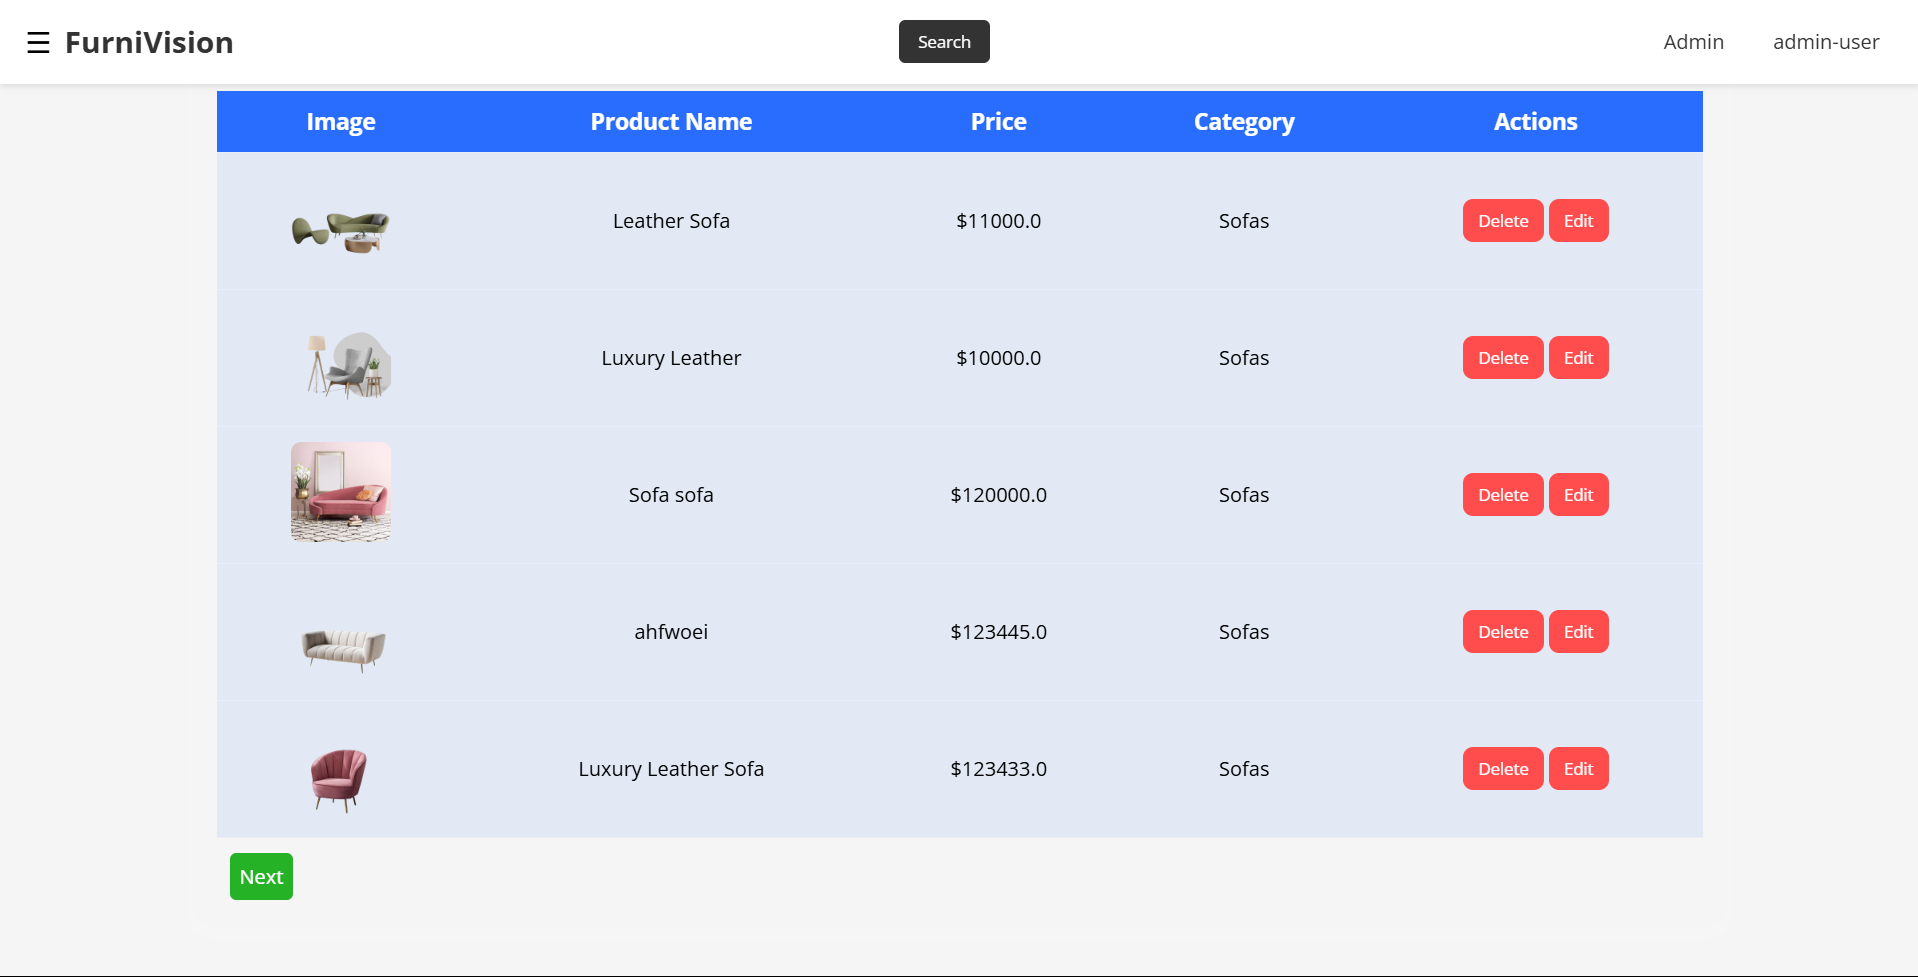 ☰ FurniVision Search Admin admin-user
Image Product Name Price Category Actions
Leather Sofa $11000.0 Sofas Delete Edit
Luxury Leather $10000.0 Sofas Delete Edit
Sofa sofa $120000.0 Sofas Delete Edit
ahfwoei $123445.0 Sofas Delete Edit
Luxury Leather Sofa $123433.0 Sofas Delete Edit
Next